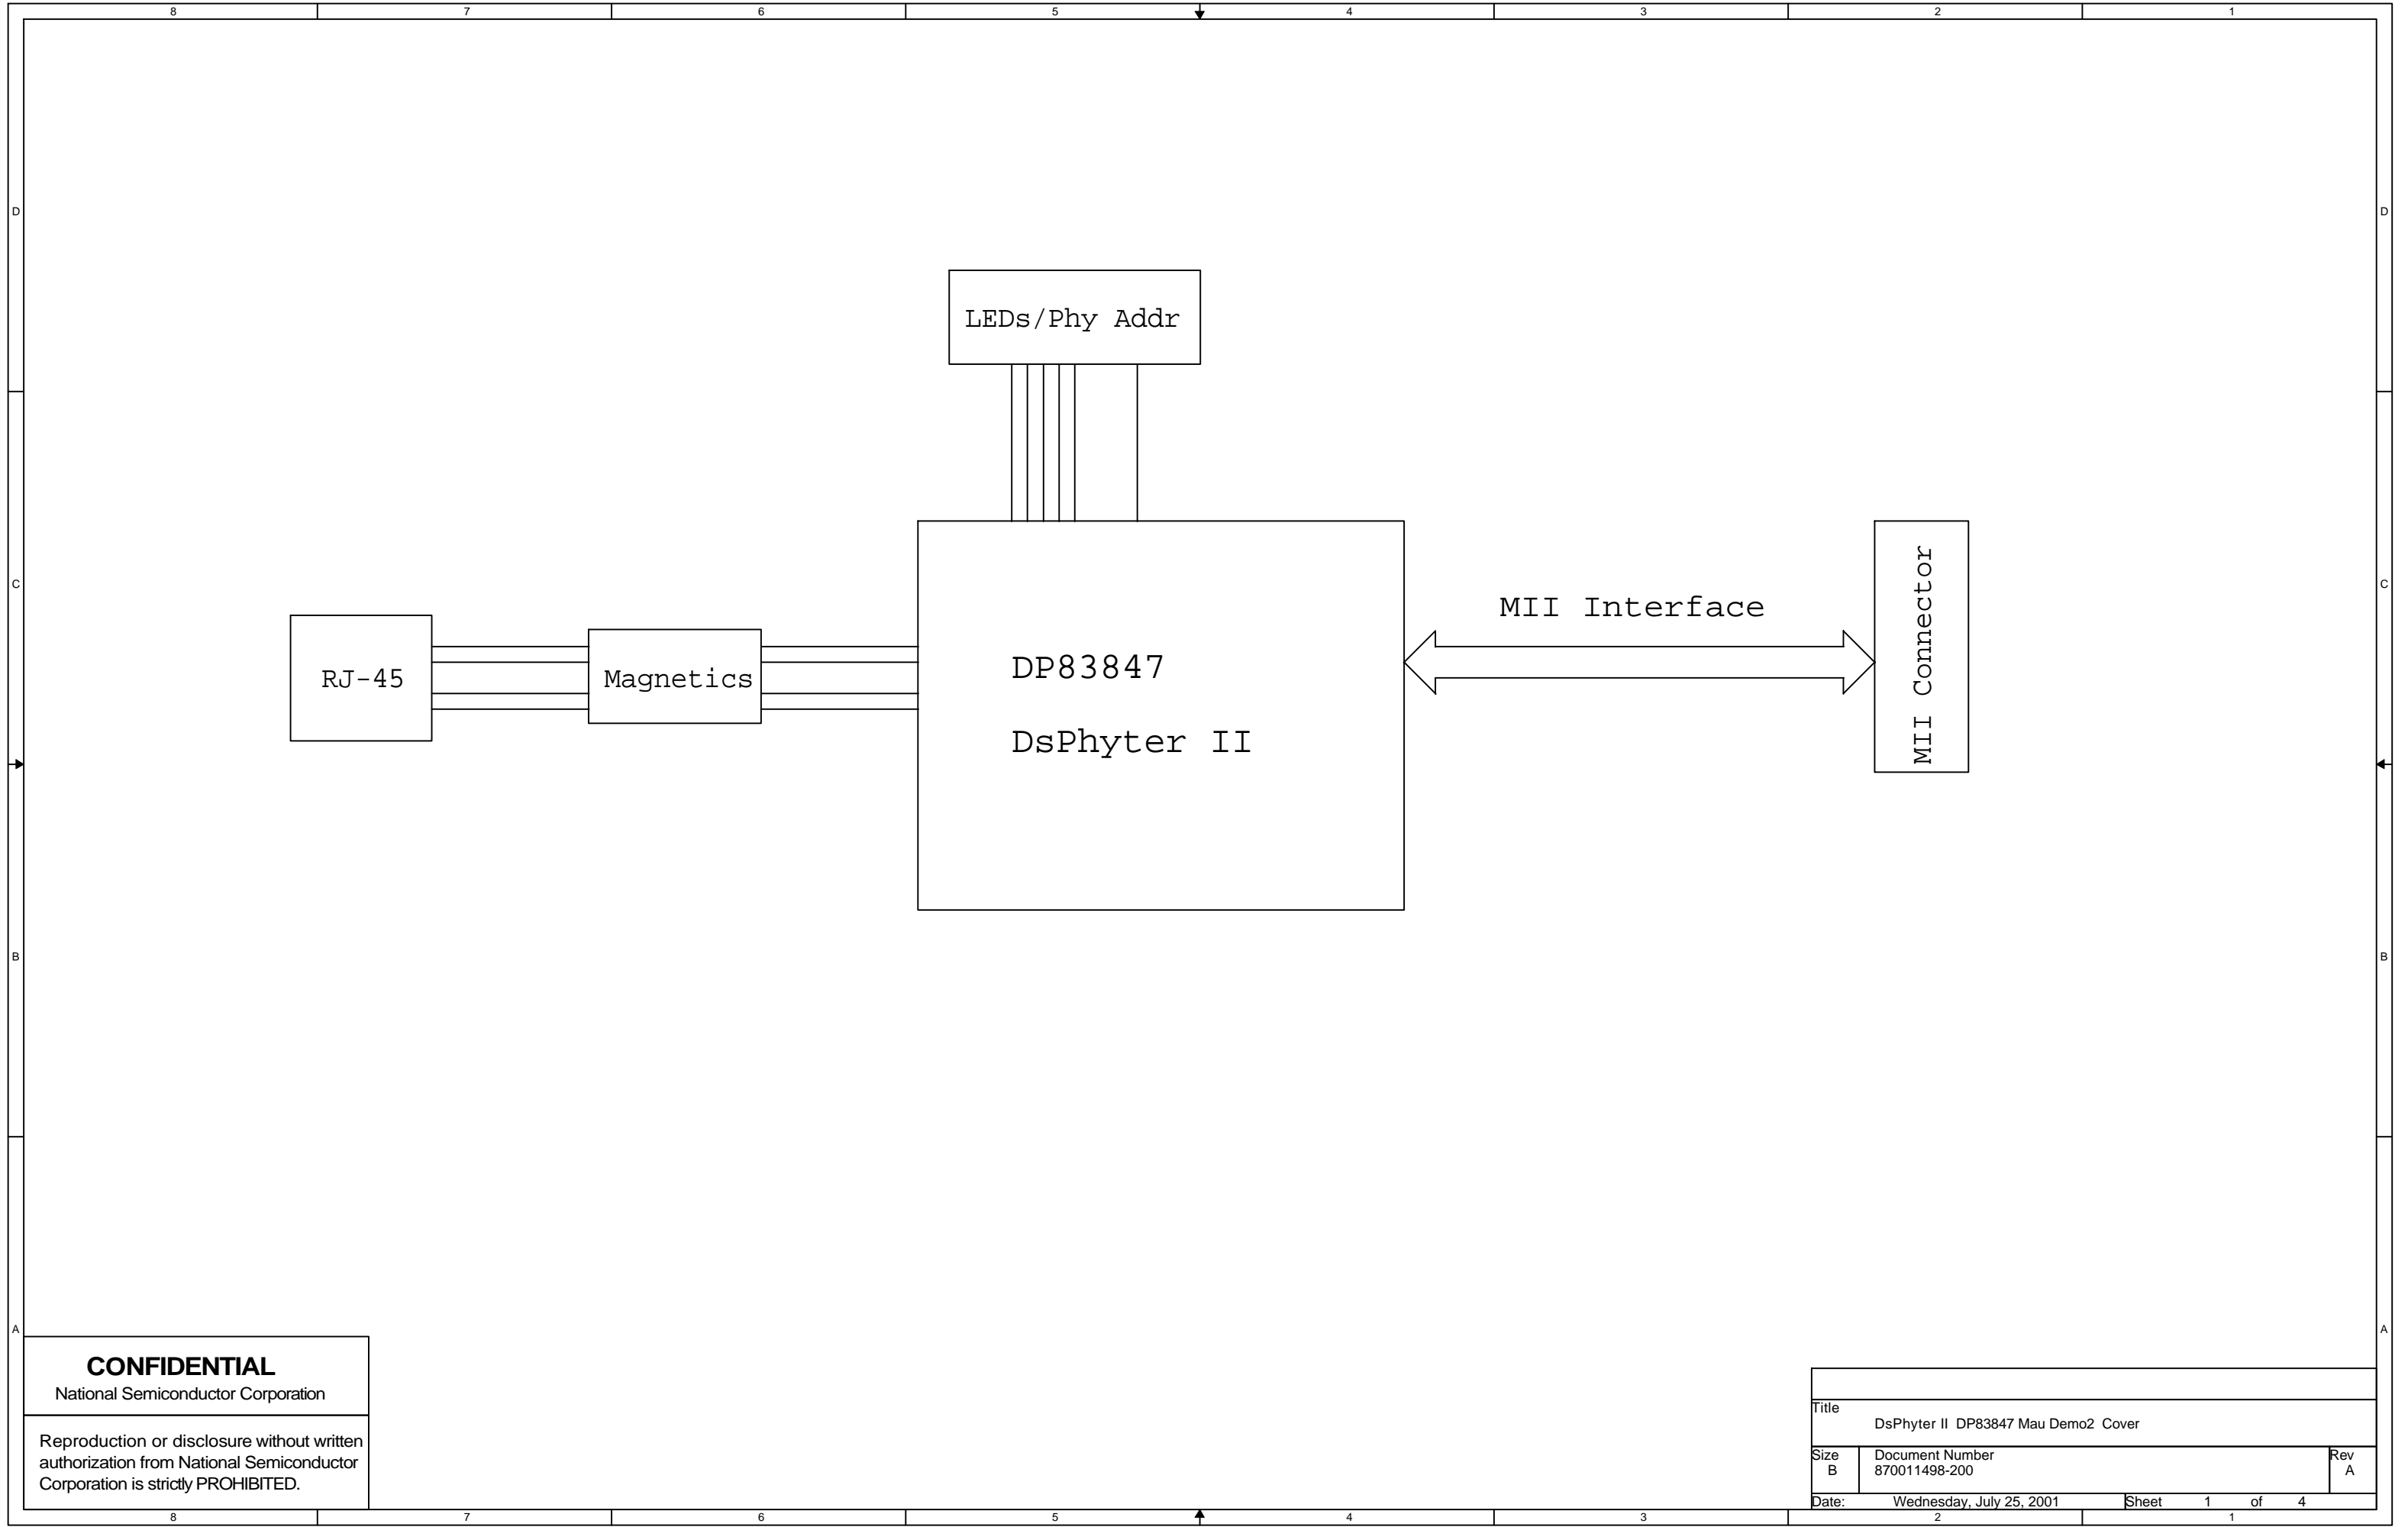 8 7 6 5 4 3 2 1
D D
LEDs/Phy Addr
C C
MII Interface
MII Connector
RJ-45
Magnetics
DP83847
DsPhyter II
B B
A A
CONFIDENTIAL
National Semiconductor Corporation
Reproduction or disclosure without written
authorization from National Semiconductor
Corporation is strictly PROHIBITED.
Title
DsPhyter II DP83847 Mau Demo2 Cover
Size Document Number Rev
B 870011498-200 A
Date: Wednesday, July 25, 2001 Sheet 1 of 4
8 7 6 5 4 3 2 1